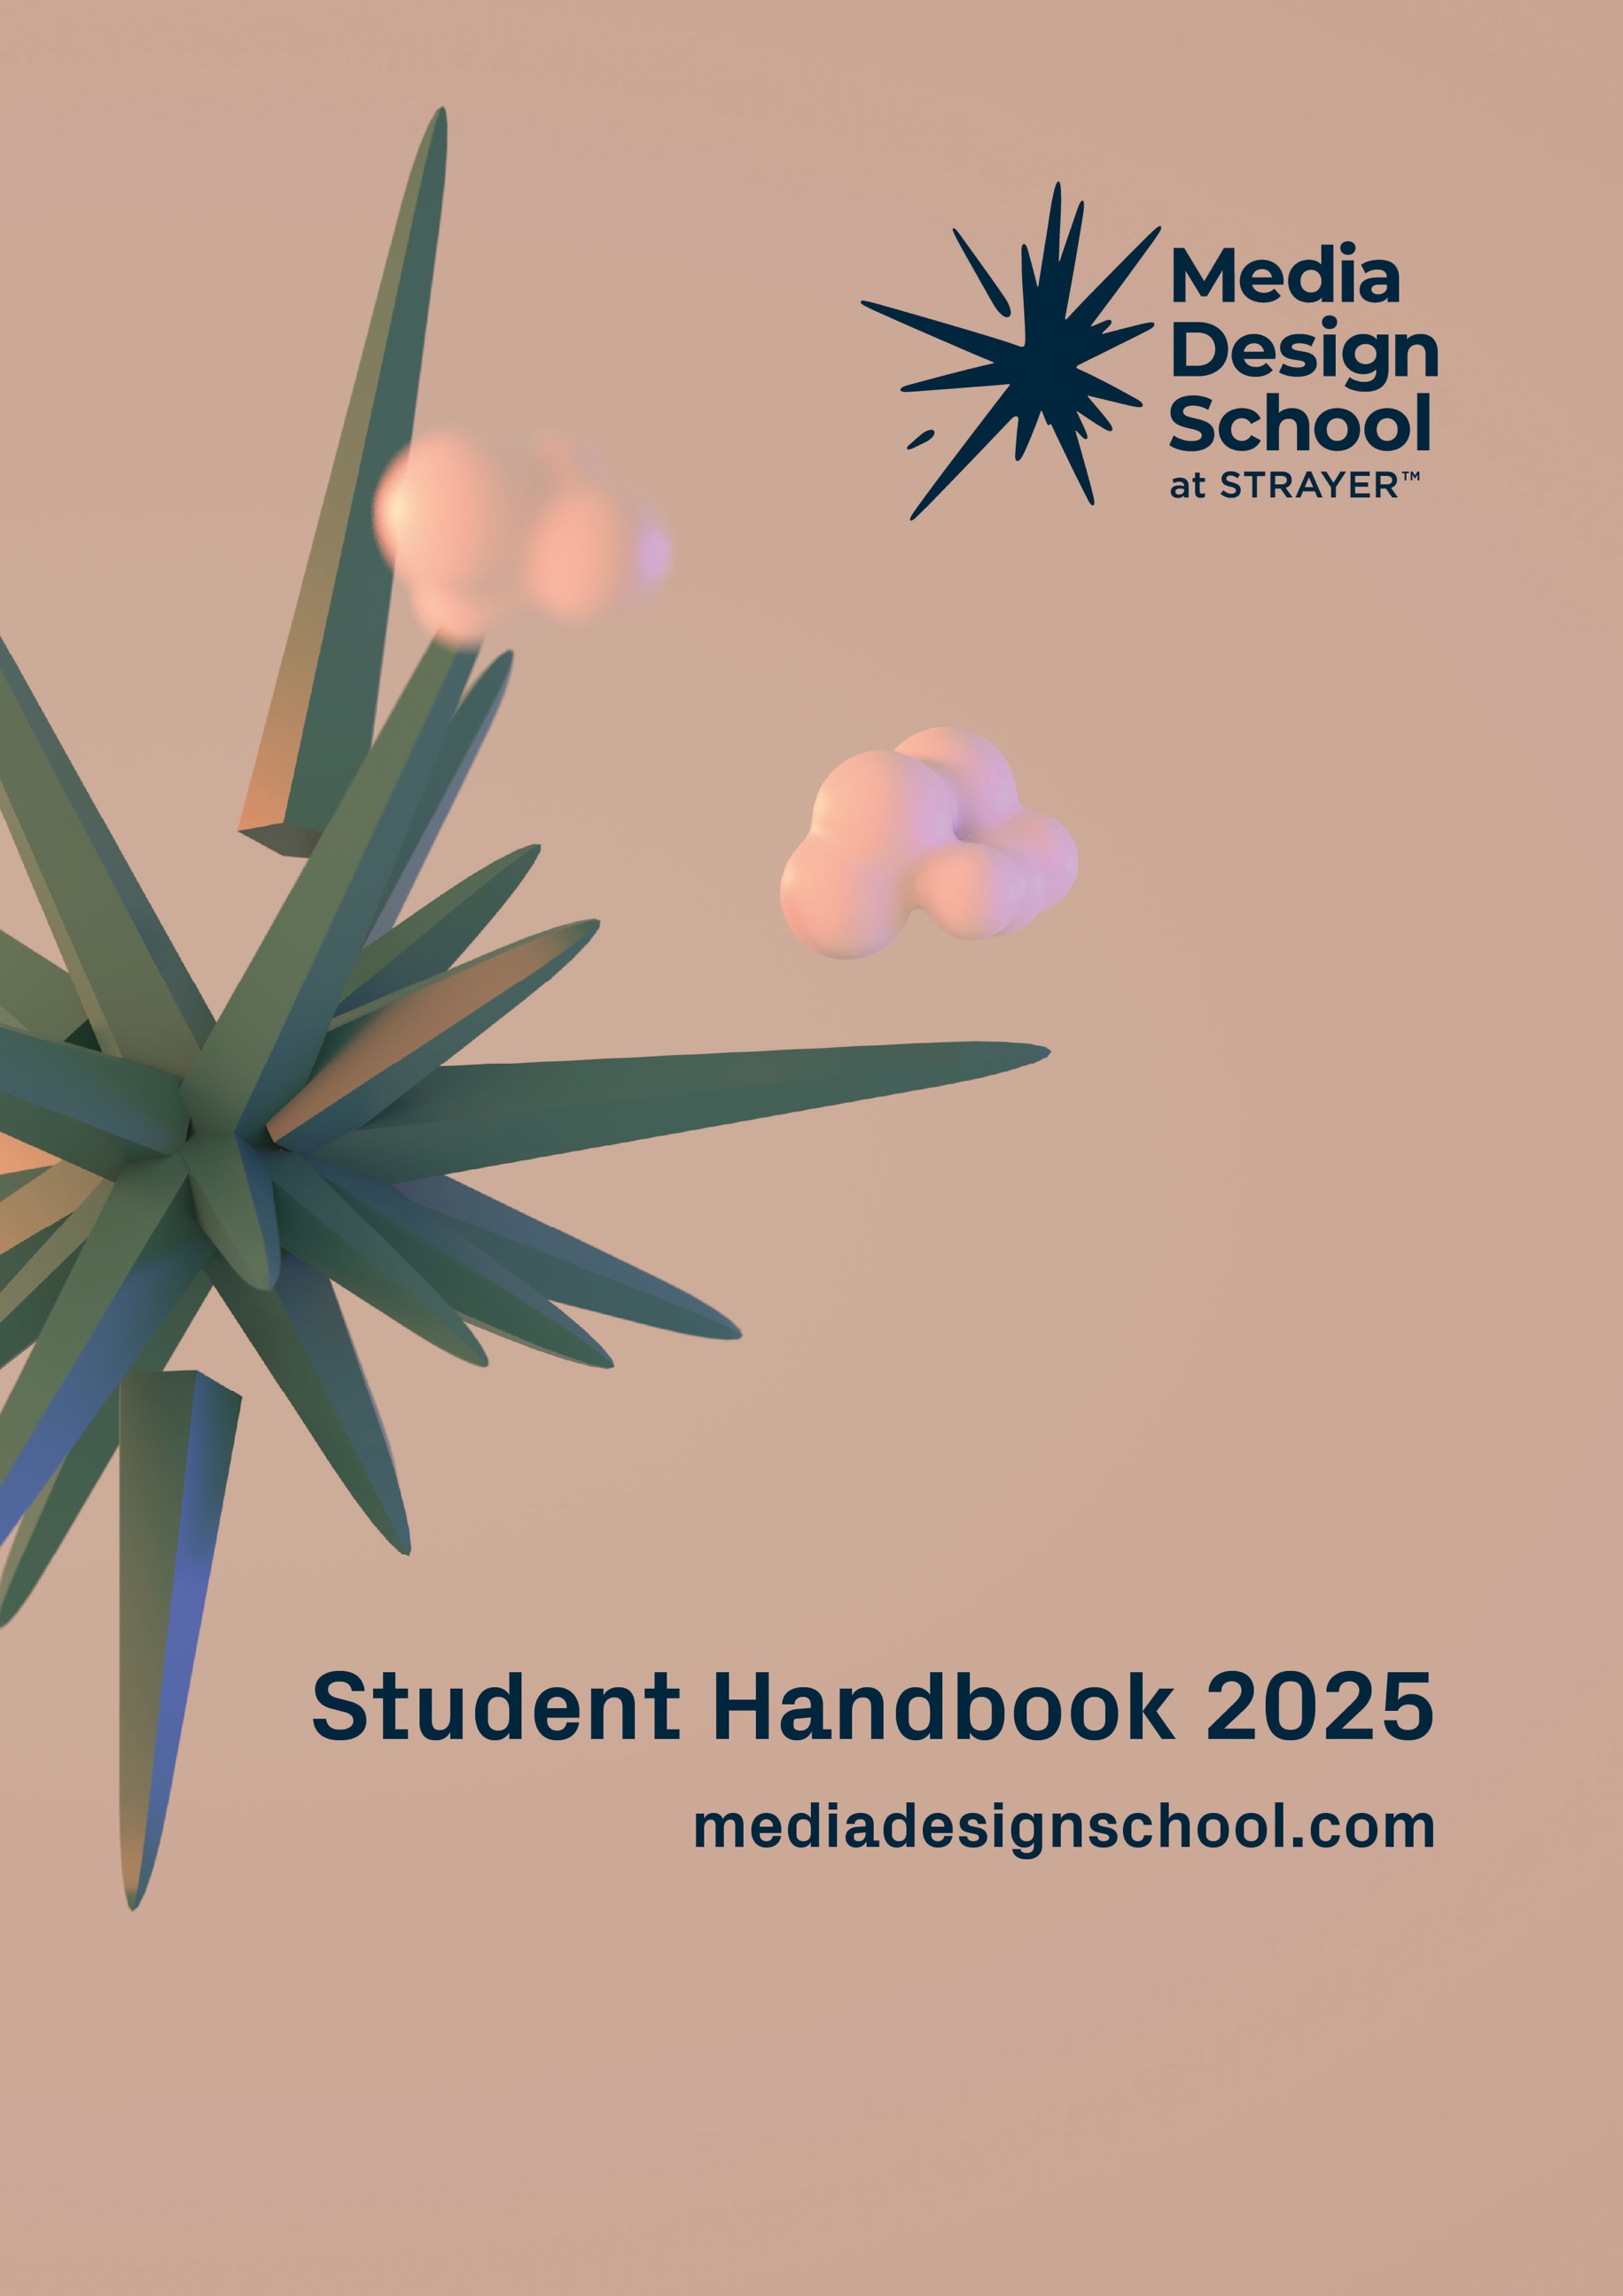 Media
Design
School
at STRAYER™
Student Handbook 2025
mediadesignschool.com